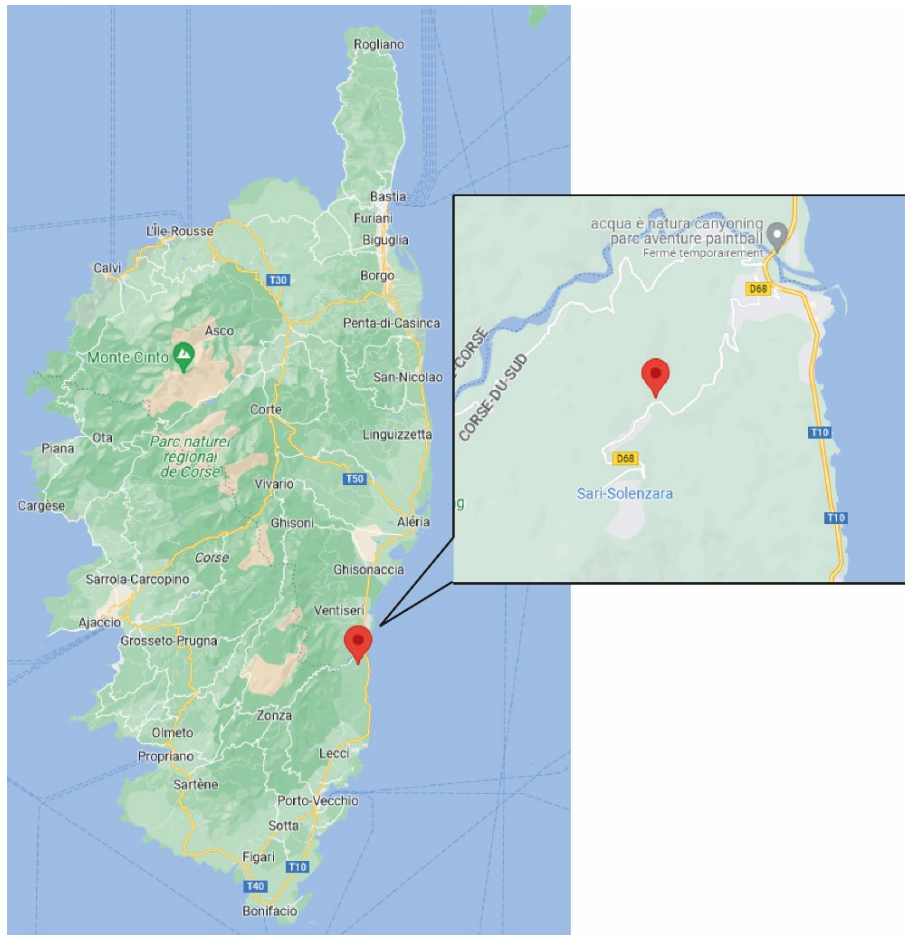 Rogliano
Bastia
Furiani
L'Île-Rousse
Biguglia
Calvi
Borgo
T30
Asco
Penta-di-Casinca
Monte Cinto
San-Nicolao
Corte
Ota
Linguizzetta
Piana
Parc naturel
régional
de Corse
T50
Vivario
Cargèse
Ghisoni
Aléria
Corse
Ghisonaccia
Sarrola-Carcopino
Ventiseri
Ajaccio
Grosseto-Prugna
Zonza
Olmeto
Lecci
Propriano
Sartène
Porto-Vecchio
Sotta
Figari
T10
T40
Bonifacio
acqua è natura canyoning
parc aventure paintball
Fermé temporairement
D68
E-CORSE
CORSE-DU-SUD
T10
D68
Sari-Solenzara
g
T10